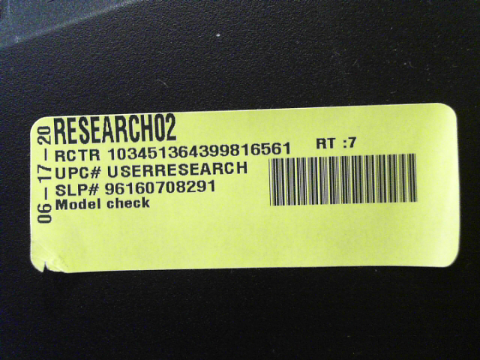 06-17-20
RESEARCH02
RCTR 103451364399816561 RT :7
UPC# USERRESEARCH
SLP# 96160708291
Model check